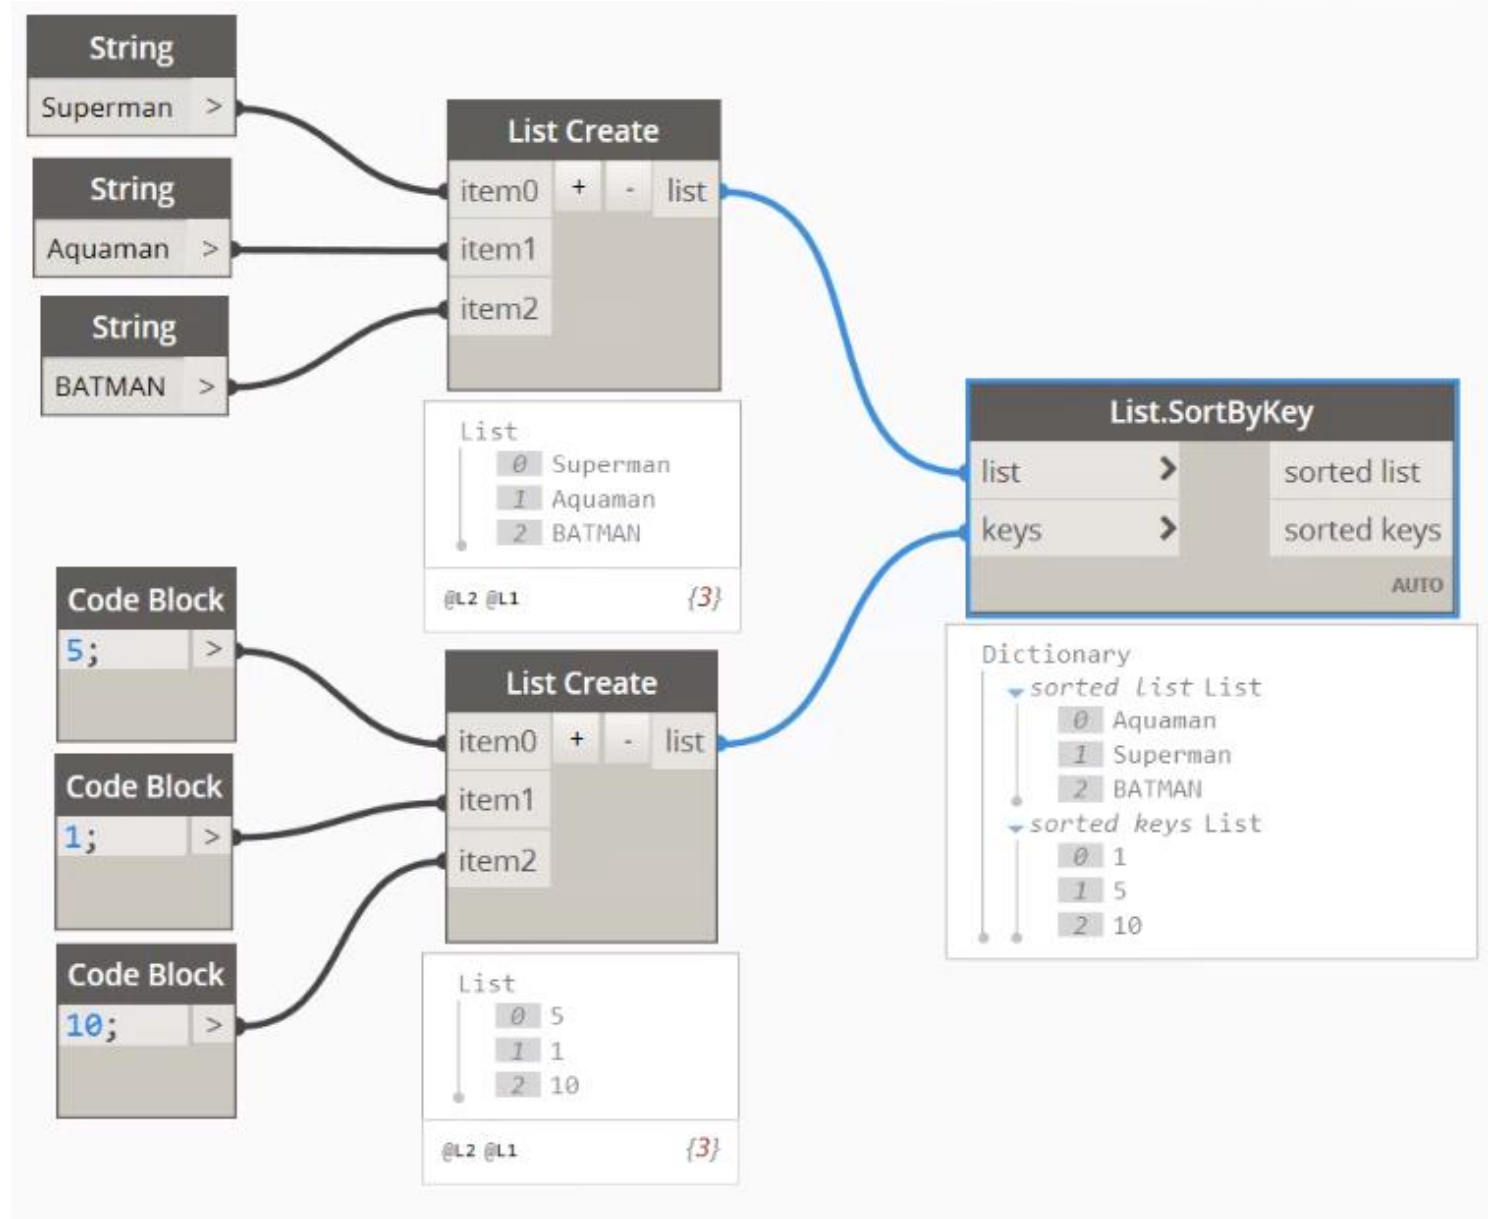 String
Superman >
String
Aquaman >
String
BATMAN >
List Create
item0 + - list
item1
item2
List
0 Superman
1 Aquaman
2 BATMAN
@L2 @L1 {3}
Code Block
5; >
Code Block
1; >
Code Block
10; >
List Create
item0 + - list
item1
item2
List
0 5
1 1
2 10
@L2 @L1 {3}
List.SortByKey
list > sorted list
keys > sorted keys
AUTO
Dictionary
sorted list List
0 Aquaman
1 Superman
2 BATMAN
sorted keys List
0 1
1 5
2 10